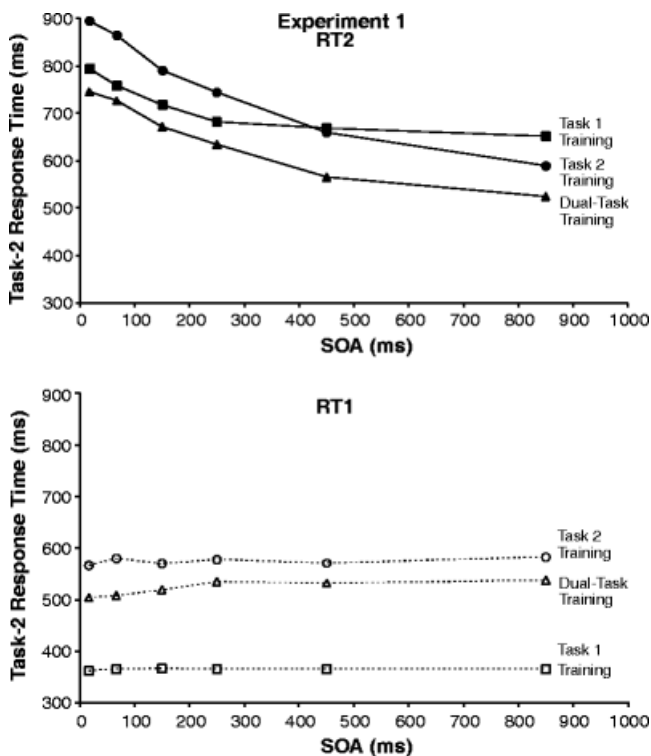 Experiment 1
RT2
Task-2 Response Time (ms)
900
800
700
600
500
400
300
Task 1
Training
Task 2
Training
Dual-Task
Training
0 100 200 300 400 500 600 700 800 900 1000
SOA (ms)
RT1
Task-2 Response Time (ms)
900
800
700
600
500
400
300
Task 2
Training
Dual-Task
Training
Task 1
Training
0 100 200 300 400 500 600 700 800 900 1000
SOA (ms)